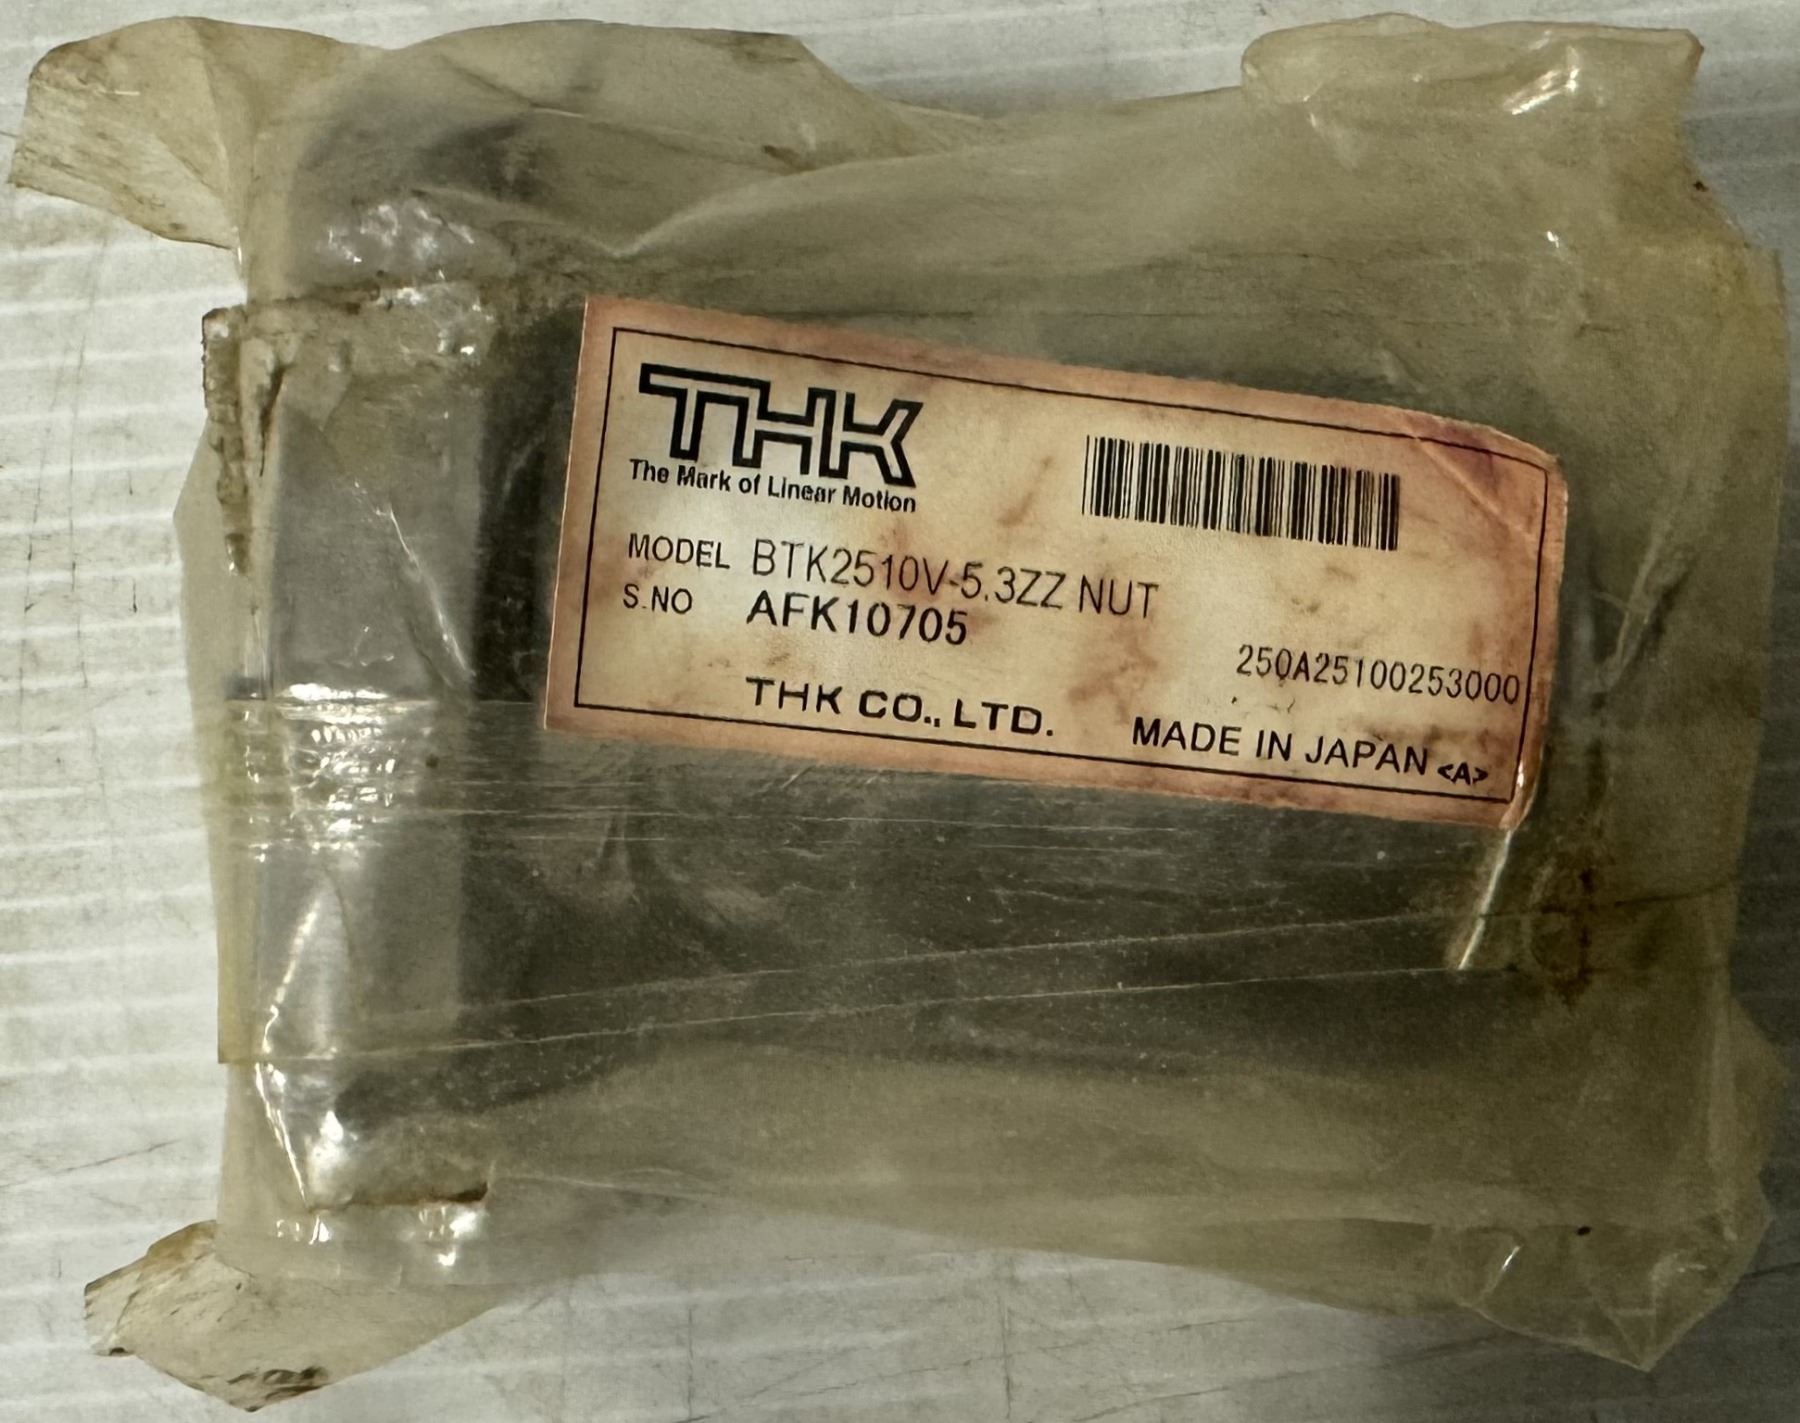 THK
The Mark of Linear Motion
MODEL BTK2510V-5.3ZZ NUT
S.NO AFK10705
250A25100253000
THK CO., LTD. MADE IN JAPAN <A>